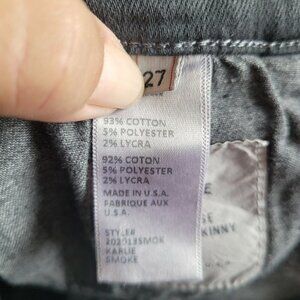 27
93% COTTON
5% POLYESTER
2% LYCRA
92% COTON
5% POLYESTER
2% LYCRA
MADE IN U.S.A.
FABRIQUE AUX
U.S.A.
STYLE#
202013SMOK
KARLIE
SMOKE
SKINNY